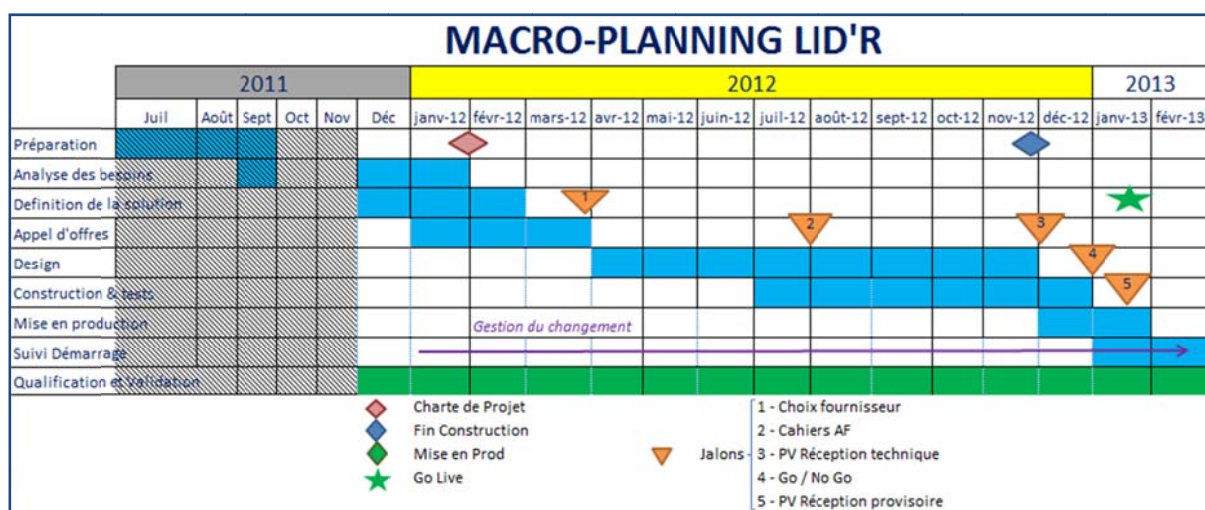 MACRO-PLANNING LID'R
2011 2012 2013
Juil Août Sept Oct Nov Déc janv-12 févr-12 mars-12 avr-12 mai-12 juin-12 juil-12 août-12 sept-12 oct-12 nov-12 déc-12 janv-13 févr-13
Préparation
Analyse des besoins
Definition de la solution 1
Appel d'offres 2 3
Design 4
Construction & tests 5
Mise en production Gestion du changement
Suivi Démarrage
Qualification et Validation
Charte de Projet
Fin Construction
Mise en Prod
Go Live
Jalons
1 - Choix fournisseur
2 - Cahiers AF
3 - PV Réception technique
4 - Go / No Go
5 - PV Réception provisoire